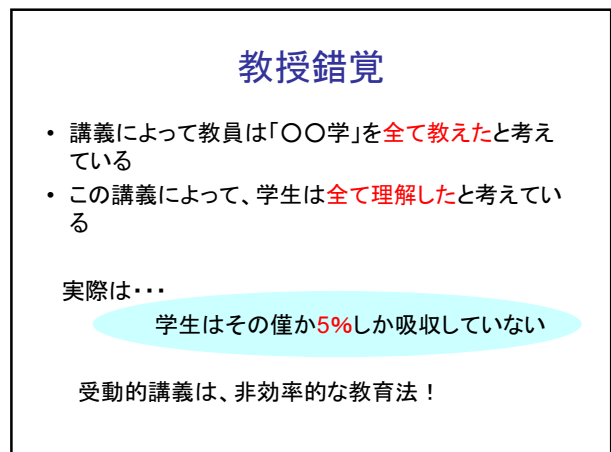 教授錯覚
• 講義によって教員は「〇〇学」を全て教えたと考え
ている
• この講義によって、学生は全て理解したと考えてい
る
実際は・・・
学生はその僅か5%しか吸収していない
受動的講義は、非効率的な教育法！